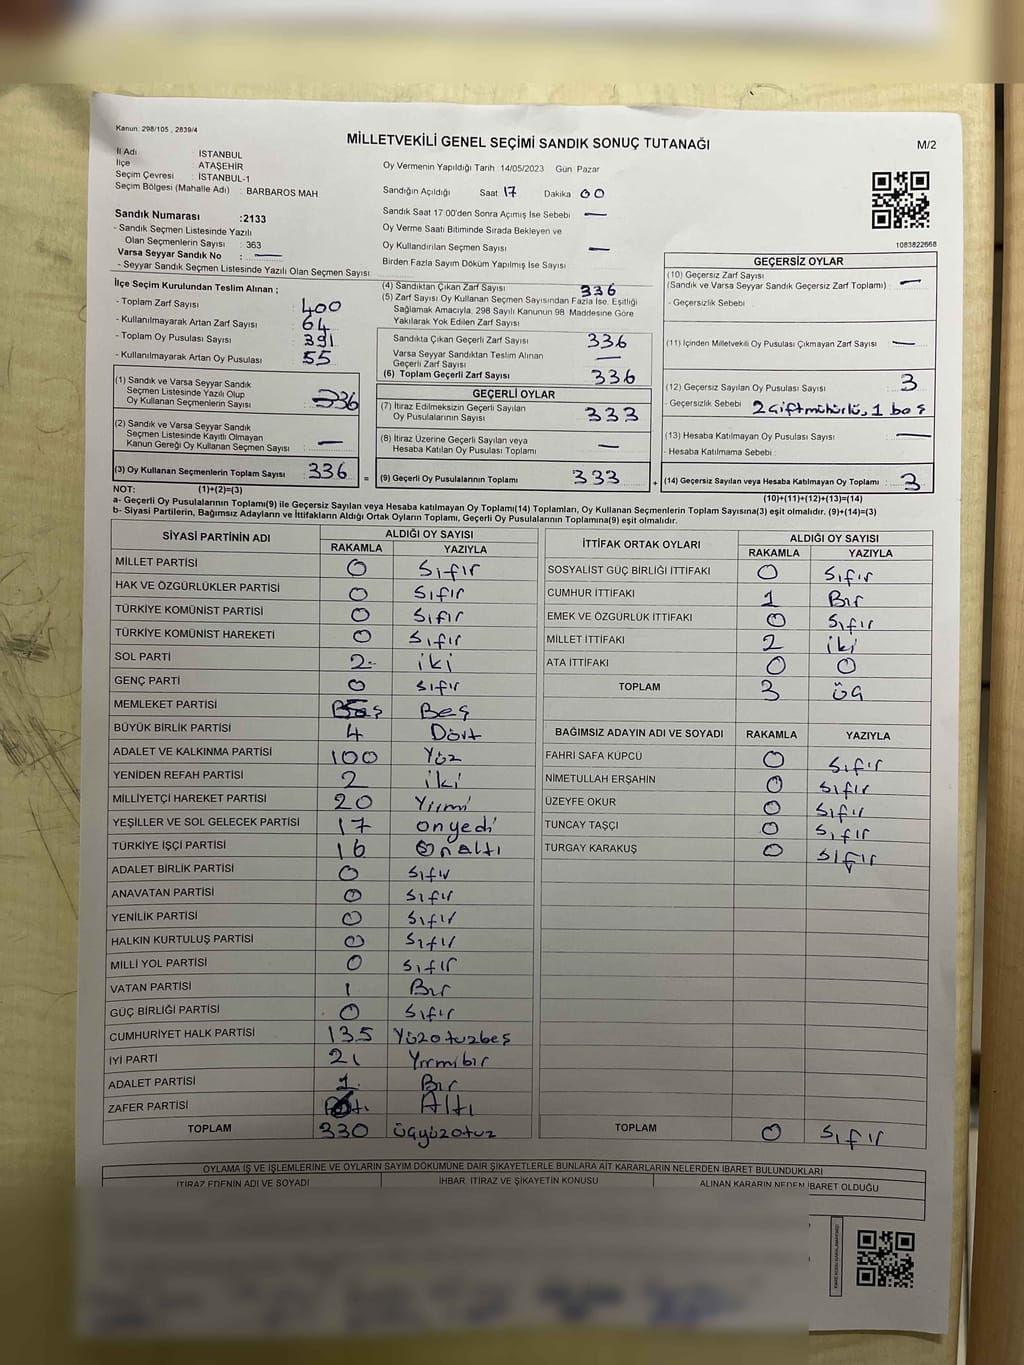 Kanun: 298/105 , 2839/4
MİLLETVEKİLİ GENEL SEÇİMİ SANDIK SONUÇ TUTANAĞI
M/2
İl Adı : İSTANBUL
İlçe : ATAŞEHİR
Seçim Çevresi : İSTANBUL-1
Seçim Bölgesi (Mahalle Adı) : BARBAROS MAH
Sandık Numarası :2133
- Sandık Seçmen Listesinde Yazılı
Olan Seçmenlerin Sayısı : 363
Varsa Seyyar Sandık No : —
- Seyyar Sandık Seçmen Listesinde Yazılı Olan Seçmen Sayısı:
Oy Vermenin Yapıldığı Tarih :14/05/2023 Gün Pazar
Sandığın Açıldığı Saat 17 Dakika 00
Sandık Saat 17 00'den Sonra Açımış İse Sebebi —
Oy Verme Saati Bitiminde Sırada Bekleyen ve
Oy Kullandırılan Seçmen Sayısı —
Birden Fazla Sayım Döküm Yapılmış İse Sayısı
1083822668
İlçe Seçim Kurulundan Teslim Alınan ;
- Toplam Zarf Sayısı : 400
- Kullanılmayarak Artan Zarf Sayısı : 64
- Toplam Oy Pusulası Sayısı : 391
- Kullanılmayarak Artan Oy Pusulası : 55
(1) Sandık ve Varsa Seyyar Sandık
Seçmen Listesinde Yazılı Olup
Oy Kullanan Seçmenlerin Sayısı : 336
(2) Sandık ve Varsa Seyyar Sandık
Seçmen Listesinde Kayıtlı Olmayan
Kanun Gereği Oy Kullanan Seçmen Sayısı : —
(3) Oy Kullanan Seçmenlerin Toplam Sayısı : 336
(1)+(2)=(3)
(4) Sandıktan Çıkan Zarf Sayısı 336
(5) Zarf Sayısı Oy Kullanan Seçmen Sayısından Fazla İse, Eşitliği
Sağlamak Amacıyla, 298 Sayılı Kanunun 98 Maddesine Göre
Yakılarak Yok Edilen Zarf Sayısı
Sandıkta Çıkan Geçerli Zarf Sayısı 336
Varsa Seyyar Sandıktan Teslim Alınan
Geçerli Zarf Sayısı —
(6) Toplam Geçerli Zarf Sayısı 336
GEÇERLİ OYLAR
(7) İtiraz Edilmeksizin Geçerli Sayılan
Oy Pusulalarının Sayısı : 333
(8) İtiraz Üzerine Geçerli Sayılan veya
Hesaba Katılan Oy Pusulası Toplamı —
= (9) Geçerli Oy Pusulalarının Toplamı 333
GEÇERSİZ OYLAR
(10) Geçersiz Zarf Sayısı
(Sandık ve Varsa Seyyar Sandık Geçersiz Zarf Toplamı) : —
- Geçersizlik Sebebi :
(11) İçinden Milletvekili Oy Pusulası Çıkmayan Zarf Sayısı : —
(12) Geçersiz Sayılan Oy Pusulası Sayısı : 3
- Geçersizlik Sebebi : 2 Çift mühürlü, 1 boş
(13) Hesaba Katılmayan Oy Pusulası Sayısı : —
- Hesaba Katılmama Sebebi :
+ (14) Geçersiz Sayılan veya Hesaba Katılmayan Oy Toplamı : 3
(10)+(11)+(12)+(13)=(14)
NOT:
a- Geçerli Oy Pusulalarının Toplamı(9) ile Geçersiz Sayılan veya Hesaba katılmayan Oy Toplamı(14) Toplamları, Oy Kullanan Seçmenlerin Toplam Sayısına(3) eşit olmalıdır. (9)+(14)=(3)
b- Siyasi Partilerin, Bağımsız Adayların ve İttifakların Aldığı Ortak Oyların Toplamı, Geçerli Oy Pusulalarının Toplamına(9) eşit olmalıdır.
SİYASİ PARTİNİN ADI ALDIĞI OY SAYISI
RAKAMLA YAZIYLA
MİLLET PARTİSİ 0 Sıfır
HAK VE ÖZGÜRLÜKLER PARTİSİ 0 Sıfır
TÜRKİYE KOMÜNİST PARTİSİ 0 Sıfır
TÜRKİYE KOMÜNİST HAREKETİ 0 Sıfır
SOL PARTİ 2 iki
GENÇ PARTİ 0 sıfır
MEMLEKET PARTİSİ Beş
BÜYÜK BİRLİK PARTİSİ 4 Dört
ADALET VE KALKINMA PARTİSİ 100 Yüz
YENİDEN REFAH PARTİSİ 2 iki
MİLLİYETÇİ HAREKET PARTİSİ 20 Yirmi
YEŞİLLER VE SOL GELECEK PARTİSİ 17 onyedi
TÜRKİYE İŞÇİ PARTİSİ 16 Onaltı
ADALET BİRLİK PARTİSİ 0 Sıfır
ANAVATAN PARTİSİ 0 Sıfır
YENİLİK PARTİSİ 0 Sıfır
HALKIN KURTULUŞ PARTİSİ 0 Sıfır
MİLLİ YOL PARTİSİ 0 Sıfır
VATAN PARTİSİ 1 Bir
GÜÇ BİRLİĞİ PARTİSİ 0 Sıfır
CUMHURİYET HALK PARTİSİ 135 Yüzotuzbeş
İYİ PARTİ 21 Yirmibir
ADALET PARTİSİ 1 Bir
ZAFER PARTİSİ Altı
TOPLAM 330 üçyüzotuz
İTTİFAK ORTAK OYLARI ALDIĞI OY SAYISI
RAKAMLA YAZIYLA
SOSYALİST GÜÇ BİRLİĞİ İTTİFAKI 0 Sıfır
CUMHUR İTTİFAKI 1 Bir
EMEK VE ÖZGÜRLÜK İTTİFAKI 0 Sıfır
MİLLET İTTİFAKI 2 iki
ATA İTTİFAKI 0 0
TOPLAM 3 üç
BAĞIMSIZ ADAYIN ADI VE SOYADI RAKAMLA YAZIYLA
FAHRİ SAFA KÜPCÜ 0 Sıfır
NİMETULLAH ERŞAHİN 0 Sıfır
ÜZEYFE OKUR 0 Sıfır
TUNCAY TAŞÇI 0 Sıfır
TURGAY KARAKUŞ 0 Sıfır
TOPLAM 0 Sıfır
OYLAMA İŞ VE İŞLEMLERİNE VE OYLARIN SAYIM DÖKÜMÜNE DAİR ŞİKAYETLERLE BUNLARA AİT KARARLARIN NELERDEN İBARET BULUNDUKLARI
İTİRAZ EDENİN ADI VE SOYADI İHBAR, İTİRAZ VE ŞİKAYETİN KONUSU ALINAN KARARIN NEDEN İBARET OLDUĞU